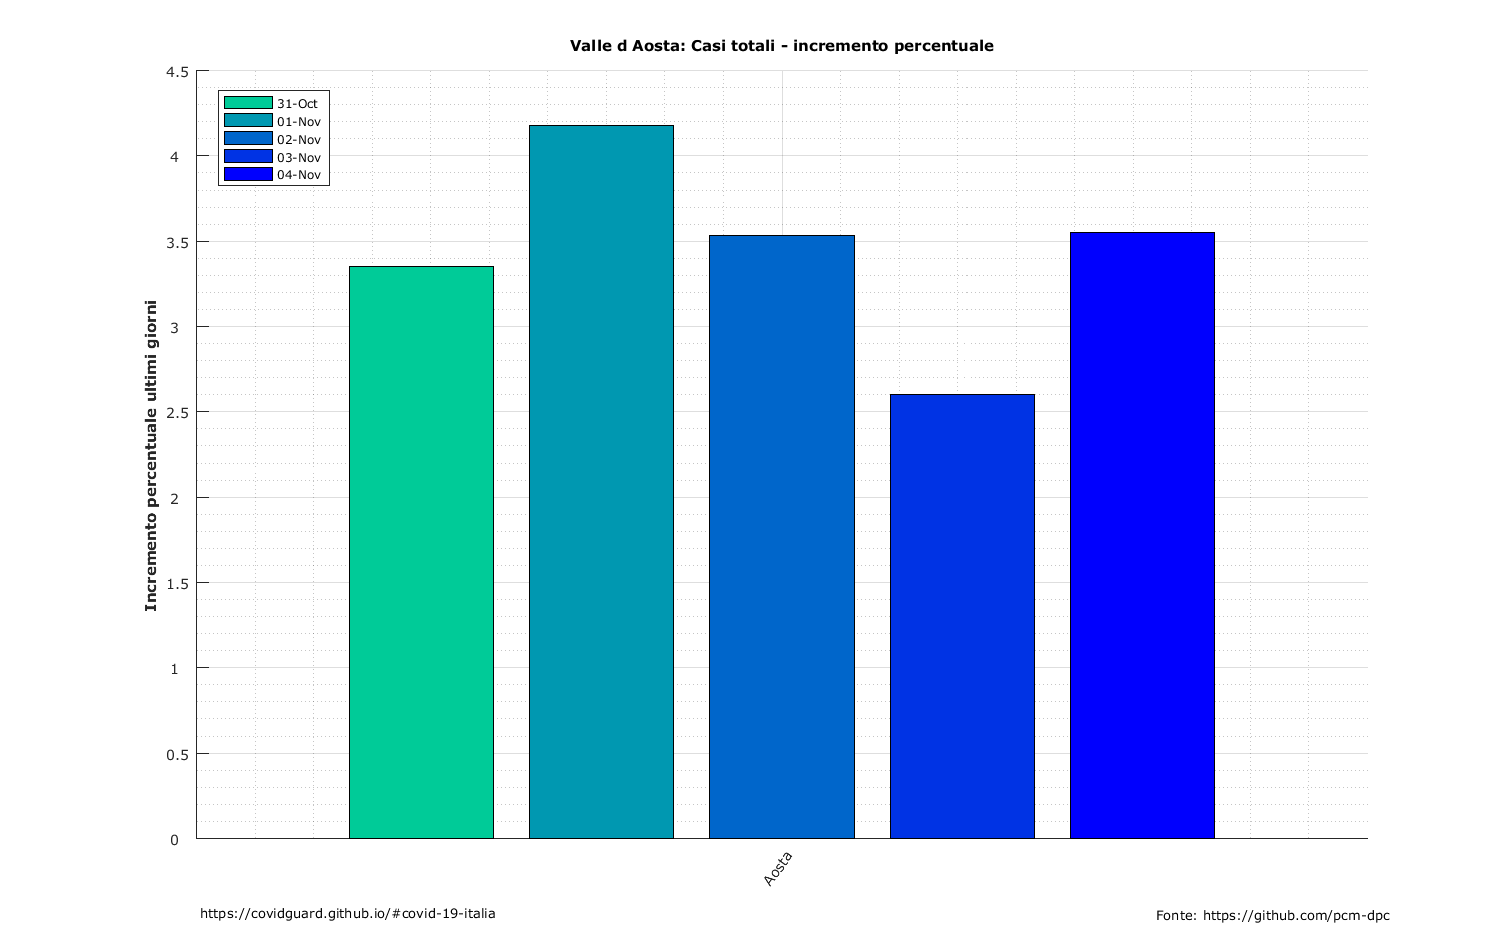 Valle d Aosta: Casi totali - incremento percentuale
4.5
4
3.5
3
2.5
2
1.5
1
0.5
0
Incremento percentuale ultimi giorni
31-Oct
01-Nov
02-Nov
03-Nov
04-Nov
Aosta
https://covidguard.github.io/#covid-19-italia
Fonte: https://github.com/pcm-dpc